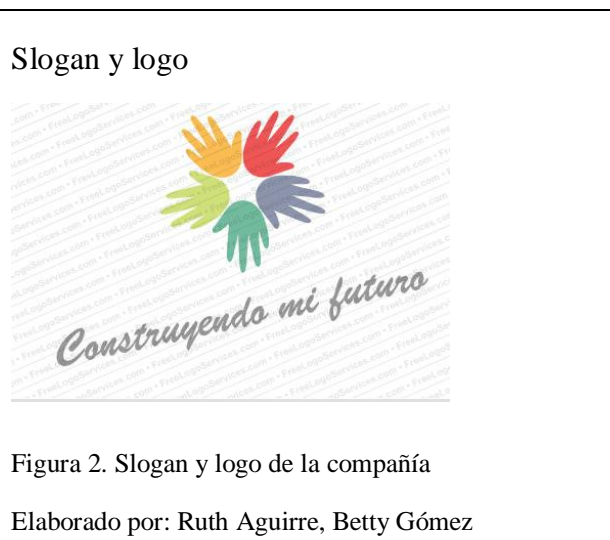 Slogan y logo
Construyendo mi futuro
Figura 2. Slogan y logo de la compañía
Elaborado por: Ruth Aguirre, Betty Gómez